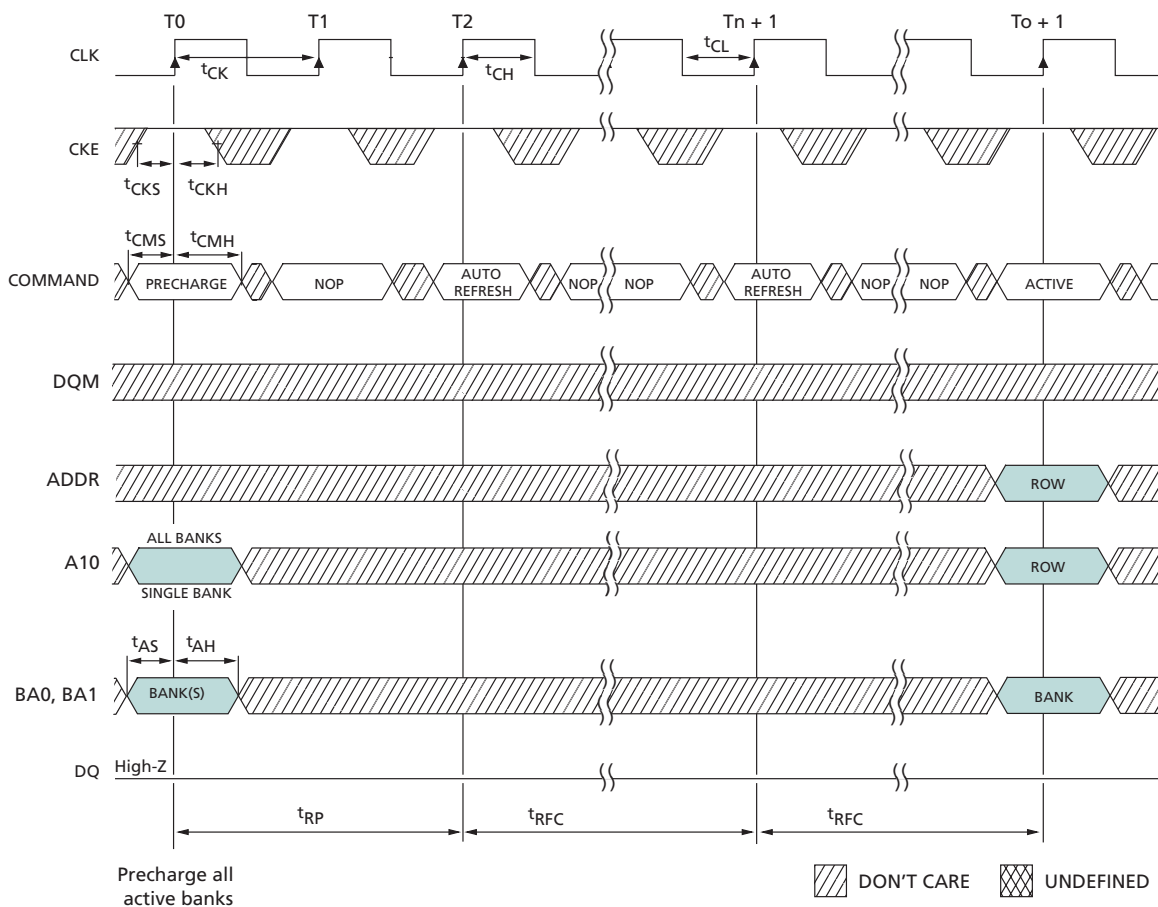 T0 T1 T2 Tn + 1 To + 1
CLK
tCK
tCH
tCL
CKE
tCKS tCKH
tCMS tCMH
COMMAND PRECHARGE NOP AUTO REFRESH NOP NOP AUTO REFRESH NOP NOP ACTIVE
DQM
ADDR ROW
ALL BANKS
A10 ROW
SINGLE BANK
tAS tAH
BA0, BA1 BANK(S) BANK
DQ High-Z
tRP tRFC tRFC
Precharge all
active banks
DON'T CARE UNDEFINED